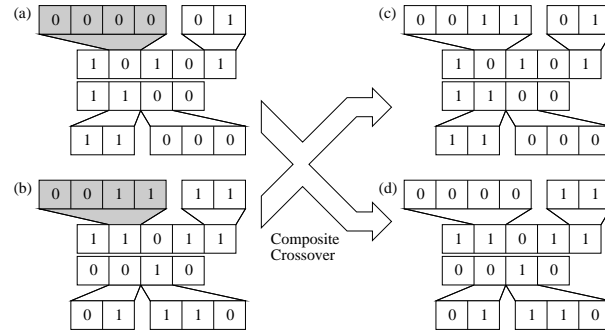 (a) 0 0 0 0 0 1
1 0 1 0 1
1 1 0 0
1 1 0 0 0
(b) 0 0 1 1 1 1
1 1 0 1 1
0 0 1 0
0 1 1 1 0
Composite
Crossover
(c) 0 0 1 1 0 1
1 0 1 0 1
1 1 0 0
1 1 0 0 0
(d) 0 0 0 0 1 1
1 1 0 1 1
0 0 1 0
0 1 1 1 0